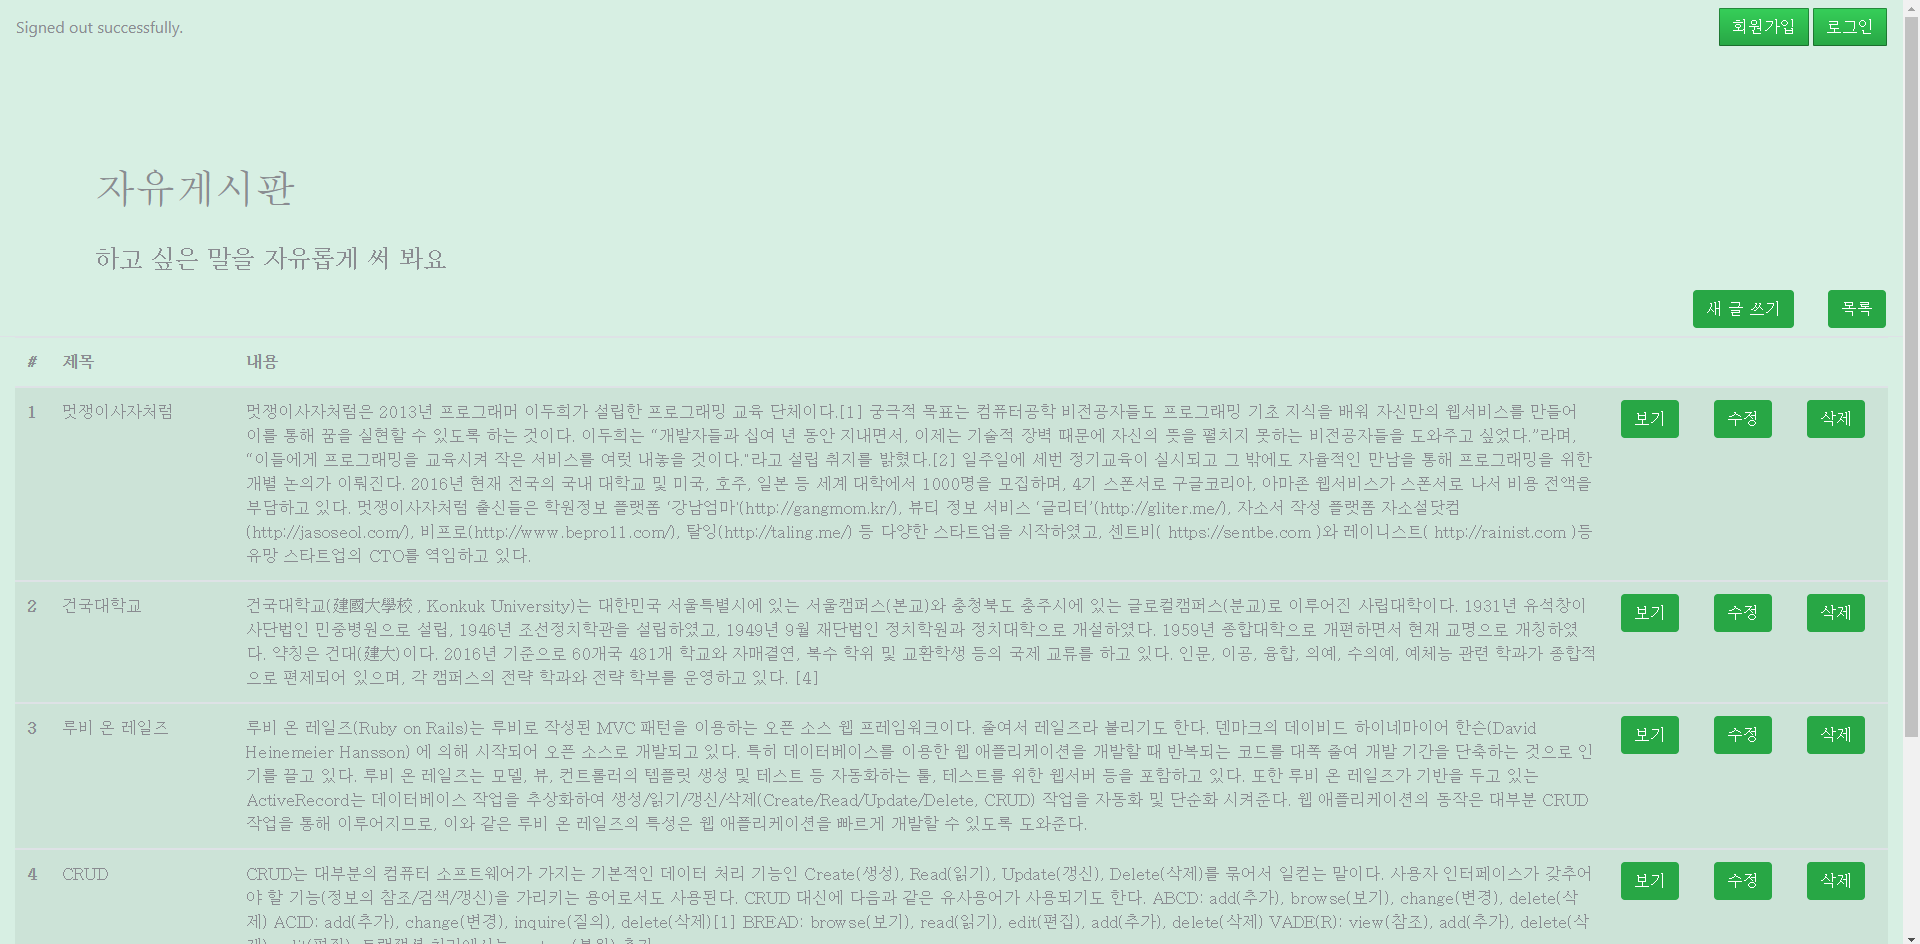 Signed out successfully.
회원가입 로그인
자유게시판
하고 싶은 말을 자유롭게 써 봐요
새 글 쓰기 목록
# 제목 내용
1 멋쟁이사자처럼 멋쟁이사자처럼은 2013년 프로그래머 이두희가 설립한 프로그래밍 교육 단체이다.[1] 궁극적 목표는 컴퓨터공학 비전공자들도 프로그래밍 기초 지식을 배워 자신만의 웹서비스를 만들어 보기 수정 삭제
이를 통해 꿈을 실현할 수 있도록 하는 것이다. 이두희는 “개발자들과 십여 년 동안 지내면서, 이제는 기술적 장벽 때문에 자신의 뜻을 펼치지 못하는 비전공자들을 도와주고 싶었다.”라며,
“이들에게 프로그래밍을 교육시켜 작은 서비스를 여럿 내놓을 것이다."라고 설립 취지를 밝혔다.[2] 일주일에 세번 정기교육이 실시되고 그 밖에도 자율적인 만남을 통해 프로그래밍을 위한
개별 논의가 이뤄진다. 2016년 현재 전국의 국내 대학교 및 미국, 호주, 일본 등 세계 대학에서 1000명을 모집하며, 4기 스폰서로 구글코리아, 아마존 웹서비스가 스폰서로 나서 비용 전액을
부담하고 있다. 멋쟁이사자처럼 출신들은 학원정보 플랫폼 ‘강남엄마'(http://gangmom.kr/), 뷰티 정보 서비스 ‘글리터’(http://gliter.me/), 자소서 작성 플랫폼 자소설닷컴
(http://jasoseol.com/), 비프로(http://www.bepro11.com/), 탈잉(http://taling.me/) 등 다양한 스타트업을 시작하였고, 센트비( https://sentbe.com )와 레이니스트( http://rainist.com )등
유망 스타트업의 CTO를 역임하고 있다.
2 건국대학교 건국대학교(建國大學校 , Konkuk University)는 대한민국 서울특별시에 있는 서울캠퍼스(본교)와 충청북도 충주시에 있는 글로컬캠퍼스(분교)로 이루어진 사립대학이다. 1931년 유석창이 보기 수정 삭제
사단법인 민중병원으로 설립, 1946년 조선정치학관을 설립하였고, 1949년 9월 재단법인 정치학원과 정치대학으로 개설하였다. 1959년 종합대학으로 개편하면서 현재 교명으로 개칭하였
다. 약칭은 건대(建大)이다. 2016년 기준으로 60개국 481개 학교와 자매결연, 복수 학위 및 교환학생 등의 국제 교류를 하고 있다. 인문, 이공, 융합, 의예, 수의예, 예체능 관련 학과가 종합적
으로 편제되어 있으며, 각 캠퍼스의 전략 학과와 전략 학부를 운영하고 있다. [4]
3 루비 온 레일즈 루비 온 레일즈(Ruby on Rails)는 루비로 작성된 MVC 패턴을 이용하는 오픈 소스 웹 프레임워크이다. 줄여서 레일즈라 불리기도 한다. 덴마크의 데이비드 하이네마이어 한슨(David 보기 수정 삭제
Heinemeier Hansson) 에 의해 시작되어 오픈 소스로 개발되고 있다. 특히 데이터베이스를 이용한 웹 애플리케이션을 개발할 때 반복되는 코드를 대폭 줄여 개발 기간을 단축하는 것으로 인
기를 끌고 있다. 루비 온 레일즈는 모델, 뷰, 컨트롤러의 템플릿 생성 및 테스트 등 자동화하는 툴, 테스트를 위한 웹서버 등을 포함하고 있다. 또한 루비 온 레일즈가 기반을 두고 있는
ActiveRecord는 데이터베이스 작업을 추상화하여 생성/읽기/갱신/삭제(Create/Read/Update/Delete, CRUD) 작업을 자동화 및 단순화 시켜준다. 웹 애플리케이션의 동작은 대부분 CRUD
작업을 통해 이루어지므로, 이와 같은 루비 온 레일즈의 특성은 웹 애플리케이션을 빠르게 개발할 수 있도록 도와준다.
4 CRUD CRUD는 대부분의 컴퓨터 소프트웨어가 가지는 기본적인 데이터 처리 기능인 Create(생성), Read(읽기), Update(갱신), Delete(삭제)를 묶어서 일컫는 말이다. 사용자 인터페이스가 갖추어 보기 수정 삭제
야 할 기능(정보의 참조/검색/갱신)을 가리키는 용어로서도 사용된다. CRUD 대신에 다음과 같은 유사용어가 사용되기도 한다. ABCD: add(추가), browse(보기), change(변경), delete(삭
제) ACID: add(추가), change(변경), inquire(질의), delete(삭제)[1] BREAD: browse(보기), read(읽기), edit(편집), add(추가), delete(삭제) VADE(R): view(참조), add(추가), delete(삭